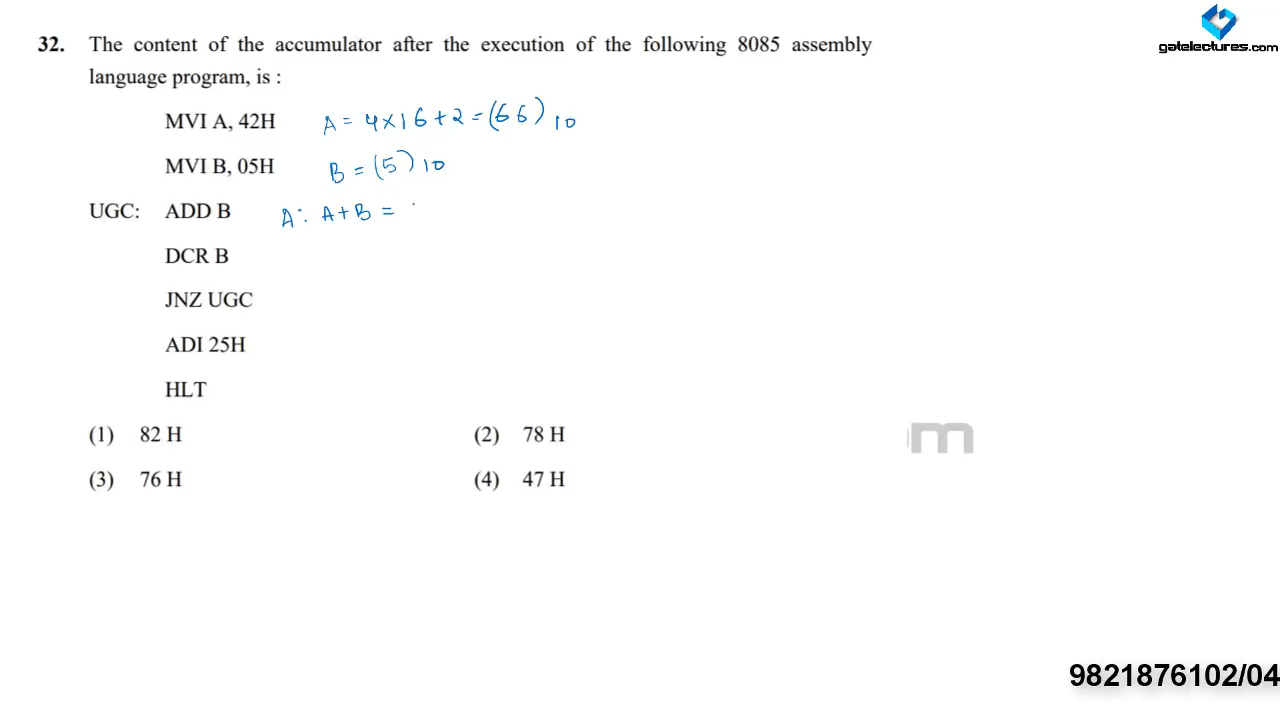 gatelectures.com
32. The content of the accumulator after the execution of the following 8085 assembly
language program, is :
MVI A, 42H A = 4×16+2=(66)10
MVI B, 05H B = (5)10
UGC: ADD B A: A+B =
DCR B
JNZ UGC
ADI 25H
HLT
(1) 82 H (2) 78 H
(3) 76 H (4) 47 H
m
9821876102/04